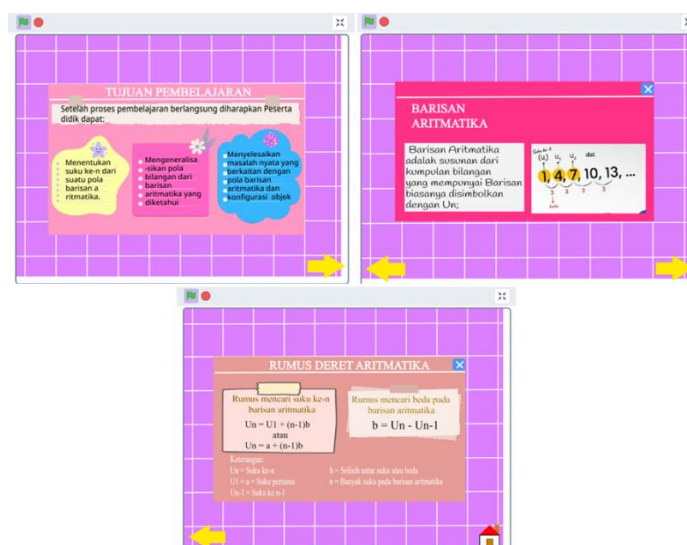 TUJUAN PEMBELAJARAN
Setelah proses pembelajaran berlangsung diharapkan Peserta
didik dapat:
Menentukan
suku ke-n dari
suatu pola
barisan a
ritmatika.
Mengeneralisa
-sikan pola
bilangan dari
barisan
aritmatika yang
diketahui
Menyelesaikan
masalah nyata yang
berkaitan dengan
pola barisan
aritmatika dan
konfigurasi objek
BARISAN
ARITMATIKA
Barisan Aritmatika
adalah susunan dari
kumpulan bilangan
yang mempunyai Barisan
biasanya disimbolkan
dengan Un;
(U₁) U₂ U₃ dst
1, 4, 7, 10, 13, ...
3 3 3 3
RUMUS DERET ARITMATIKA
Rumus mencari suku ke-n
barisan aritmatika
Un = U1 + (n-1)b
atau
Un = a + (n-1)b
Rumus mencari beda pada
barisan aritmatika
b = Un - Un-1
Keterangan:
Un = Suku ke-n
U1 = a = Suku pertama
Un-1 = Suku ke n-1
b = Selisih antar suku atau beda
n = Banyak suku pada barisan aritmatika